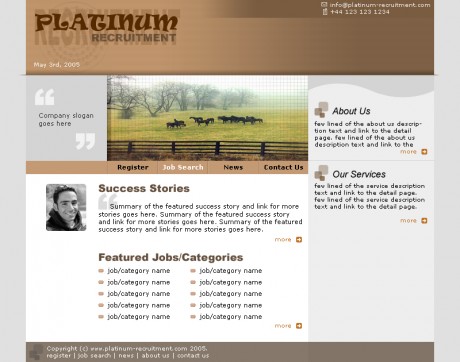 PLATINUM
RECRUITMENT
RECRUITMENT
info@platinum-recruitment.com
+44 123 123 1234
May 3rd, 2005
Company slogan
goes here
Register
Job Search
News
Contact Us
About Us
few lined of the about us descrip-
tion text and link to the detail
page. few lined of the about us
description text and link to the
more
Our Services
few lined of the service description
text and link to the detail page.
few lined of the service description
text and link to the detail page.
more
Success Stories
Summary of the featured success story and link for more
stories goes here. Summary of the featured success story
and link for more stories goes here. Summary of the featured
success story and link for more stories goes here.
more
Featured Jobs/Categories
job/category name job/category name
job/category name job/category name
job/category name job/category name
job/category name job/category name
job/category name job/category name
more
Copyright (c) www.platinum-recruitment.com 2005.
register | job search | news | about us | contact us